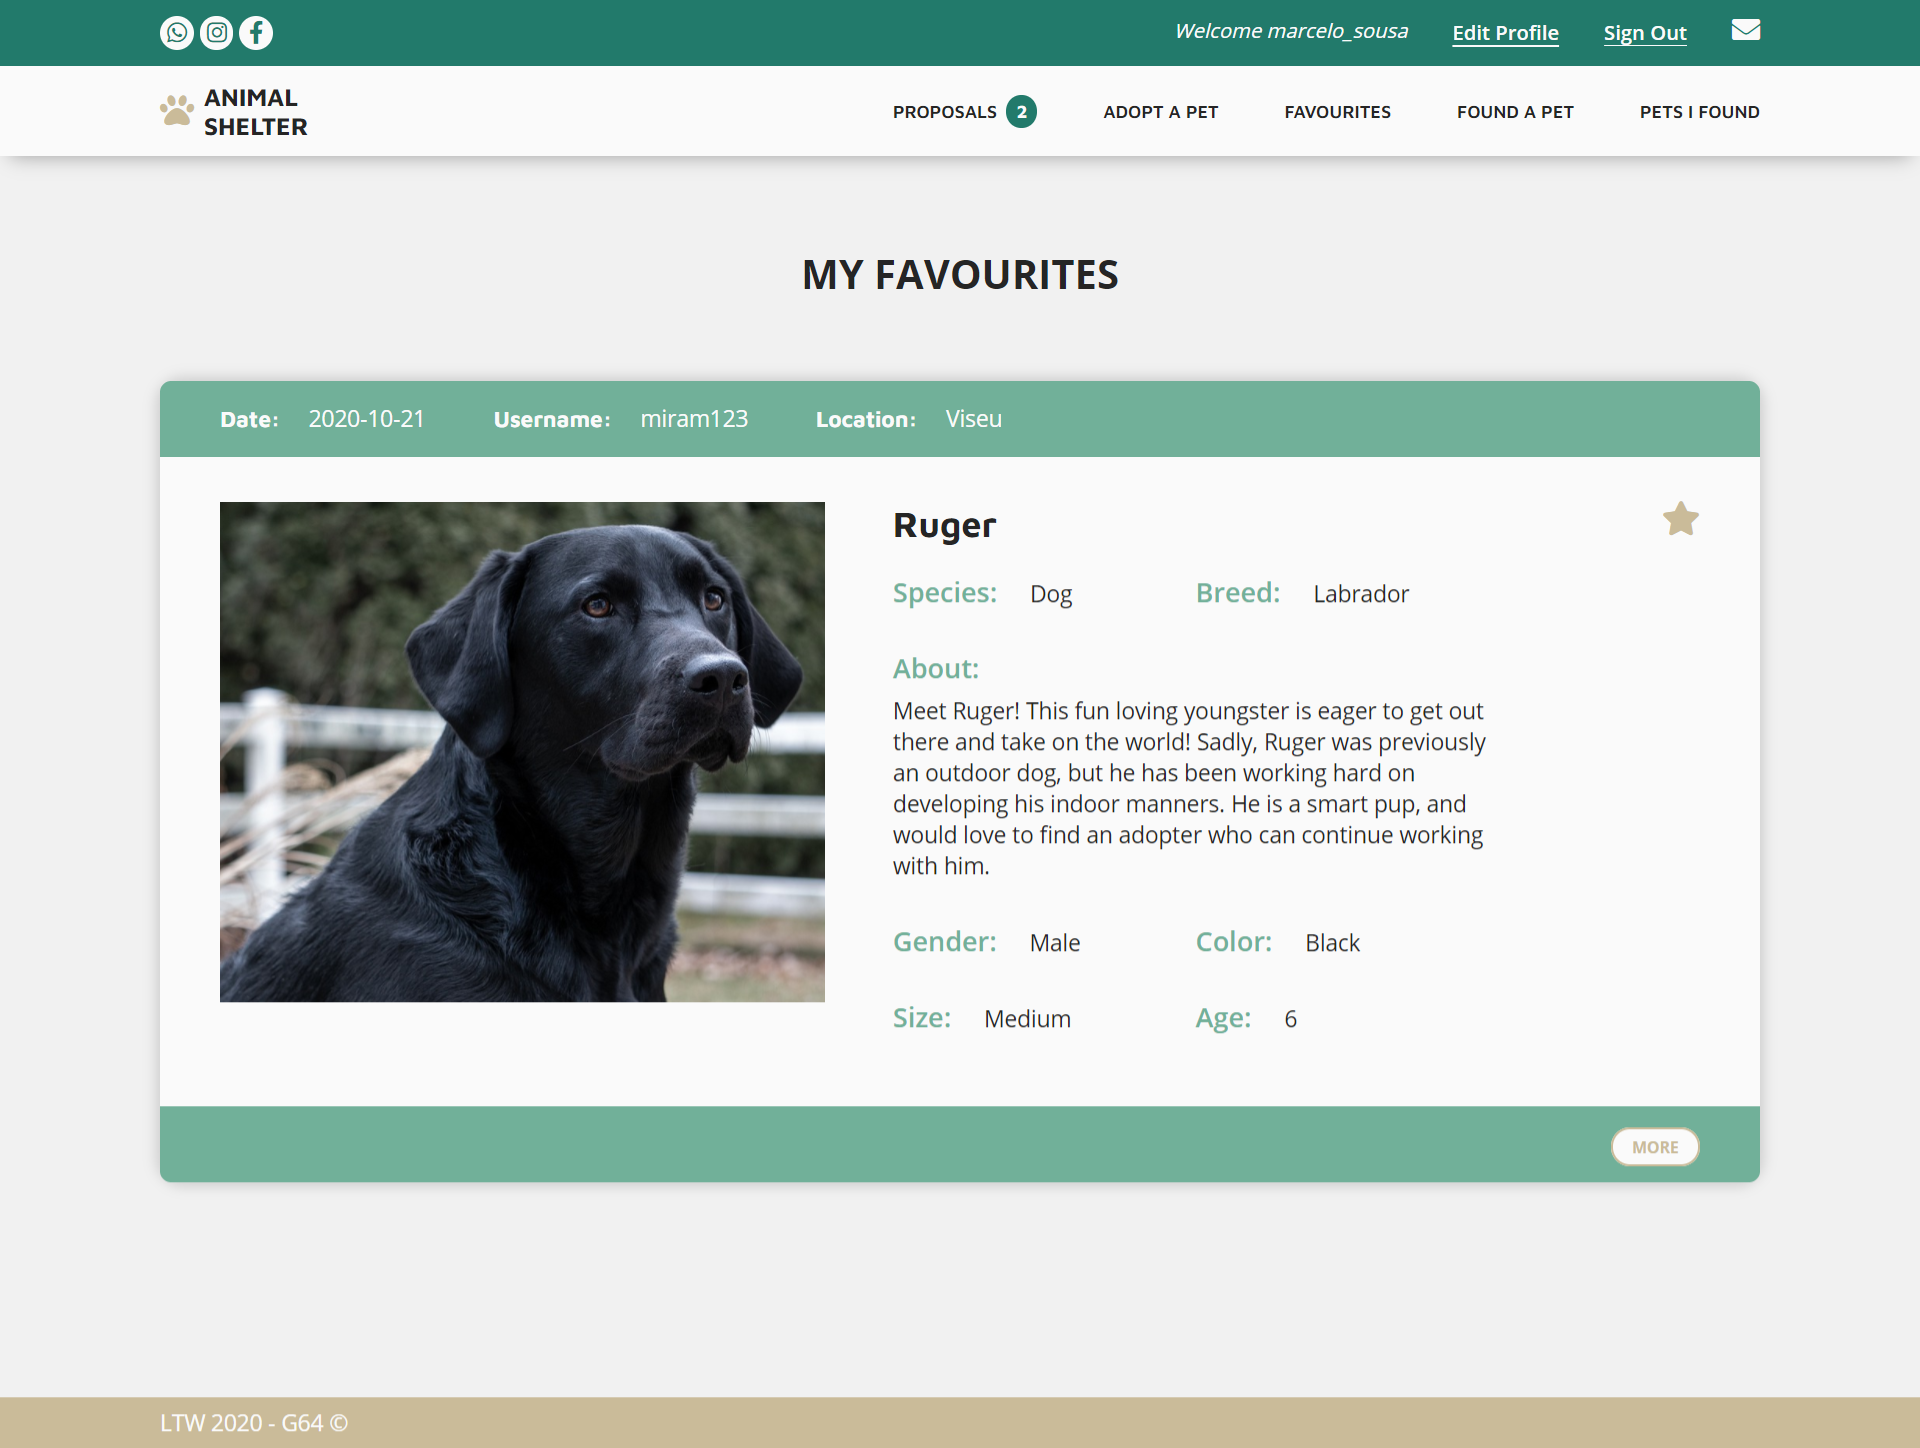 Welcome marcelo_sousa Edit Profile Sign Out
ANIMAL
SHELTER
PROPOSALS 2 ADOPT A PET FAVOURITES FOUND A PET PETS I FOUND
MY FAVOURITES
Date: 2020-10-21 Username: miram123 Location: Viseu
Ruger
Species: Dog Breed: Labrador
About:
Meet Ruger! This fun loving youngster is eager to get out
there and take on the world! Sadly, Ruger was previously
an outdoor dog, but he has been working hard on
developing his indoor manners. He is a smart pup, and
would love to find an adopter who can continue working
with him.
Gender: Male Color: Black
Size: Medium Age: 6
MORE
LTW 2020 - G64 ©